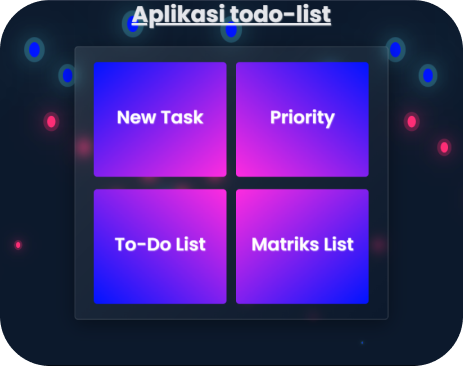 Aplikasi todo-list
New Task
Priority
To-Do List
Matriks List